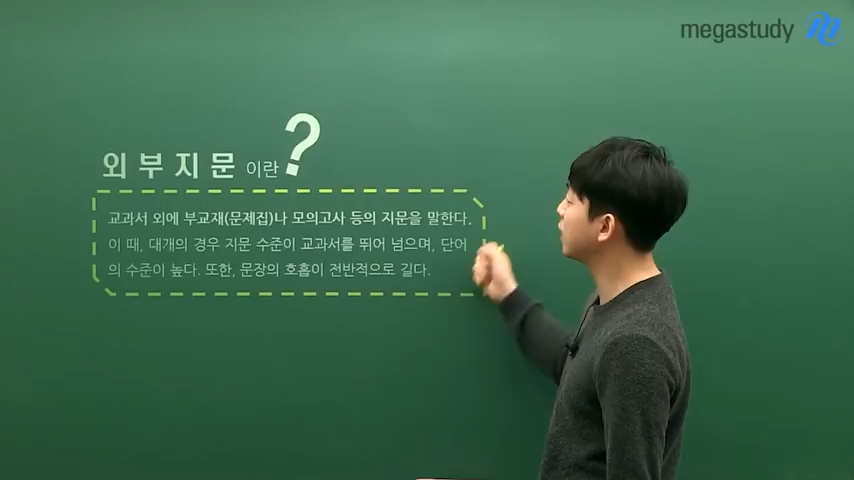 megastudy
외부지문 이란?
교과서 외에 부교재(문제집)나 모의고사 등의 지문을 말한다.
이 때, 대개의 경우 지문 수준이 교과서를 뛰어 넘으며, 단어
의 수준이 높다. 또한, 문장의 호흡이 전반적으로 길다.